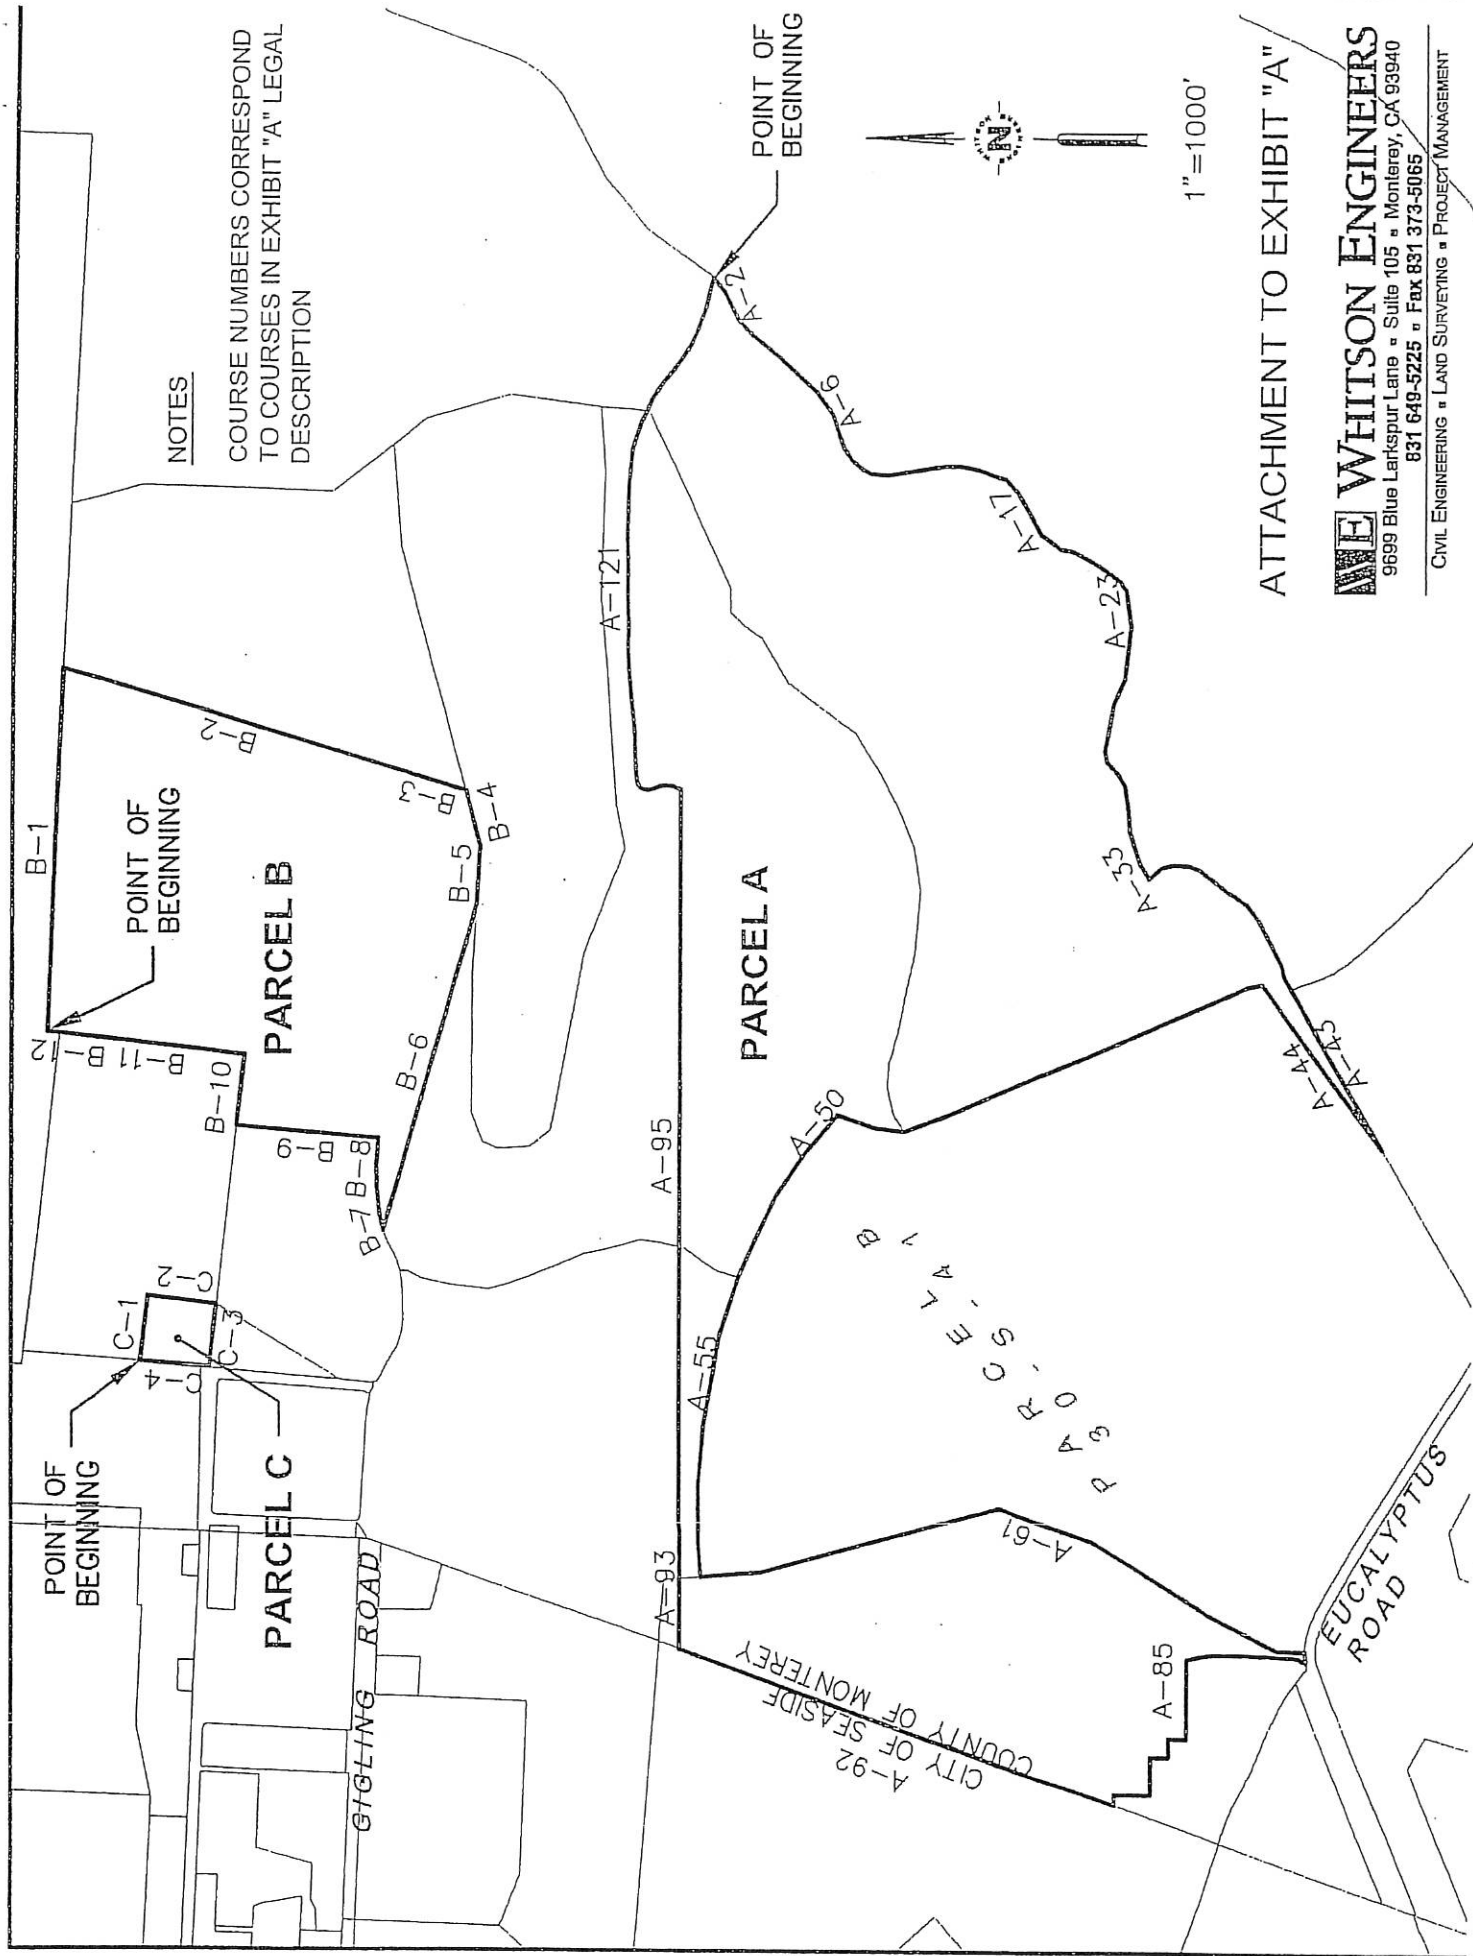 NOTES
COURSE NUMBERS CORRESPOND
TO COURSES IN EXHIBIT "A" LEGAL
DESCRIPTION
POINT OF
BEGINNING
B-1
B-2
B-3
B-4
B-5
B-6
B-7
B-8
B-9
B-10
B-11
B-12
PARCEL B
POINT OF
BEGINNING
C-1
C-2
C-3
C-4
PARCEL C
GIGLING ROAD
POINT OF
BEGINNING
A-2
A-6
A-17
A-23
A-33
A-43
A-44
A-50
A-55
A-61
A-85
A-92
CITY OF SEASIDE
COUNTY OF MONTEREY
A-93
A-95
A-121
PARCEL A
PARCEL
EUCALYPTUS
ROAD
N
1"=1000'
ATTACHMENT TO EXHIBIT "A"
WE WHITSON ENGINEERS
9699 Blue Larkspur Lane ▪ Suite 105 ▪ Monterey, CA 93940
831 649-5225 ▪ Fax 831 373-5065
CIVIL ENGINEERING ▪ LAND SURVEYING ▪ PROJECT MANAGEMENT